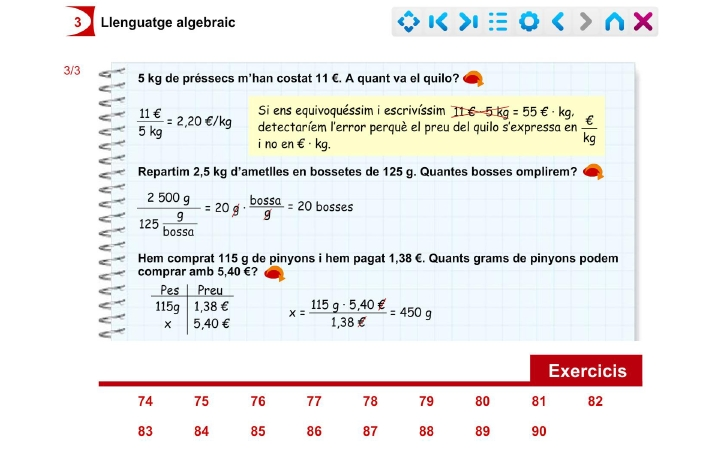 3 Llenguatge algebraic
3/3
5 kg de préssecs m'han costat 11 €. A quant va el quilo?
11 € / 5 kg = 2,20 €/kg
Si ens equivoquéssim i escrivíssim 11 € · 5 kg = 55 € · kg,
detectaríem l'error perquè el preu del quilo s'expressa en € / kg
i no en € · kg.
Repartim 2,5 kg d'ametlles en bossetes de 125 g. Quantes bosses omplirem?
2 500 g / 125 g/bossa = 20 g · bossa/g = 20 bosses
Hem comprat 115 g de pinyons i hem pagat 1,38 €. Quants grams de pinyons podem
comprar amb 5,40 €?
Pes Preu
115g 1,38 €
x 5,40 €
x = 115 g · 5,40 € / 1,38 € = 450 g
Exercicis
74 75 76 77 78 79 80 81 82
83 84 85 86 87 88 89 90